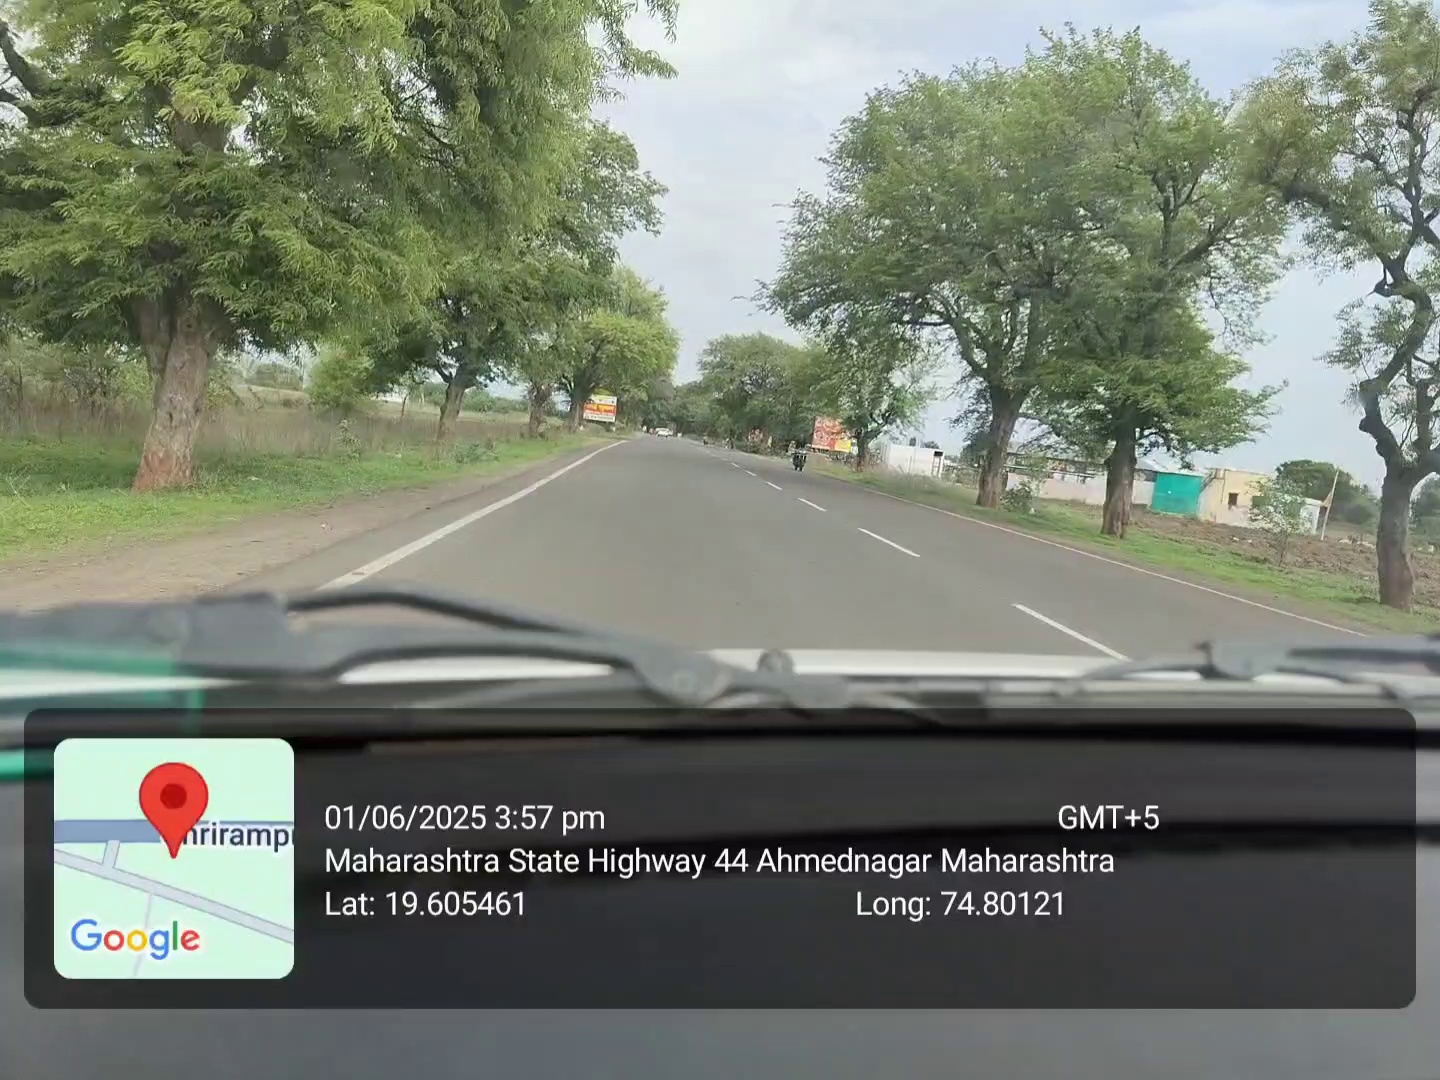 01/06/2025 3:57 pm GMT+5
Maharashtra State Highway 44 Ahmednagar Maharashtra
Lat: 19.605461 Long: 74.80121
Google